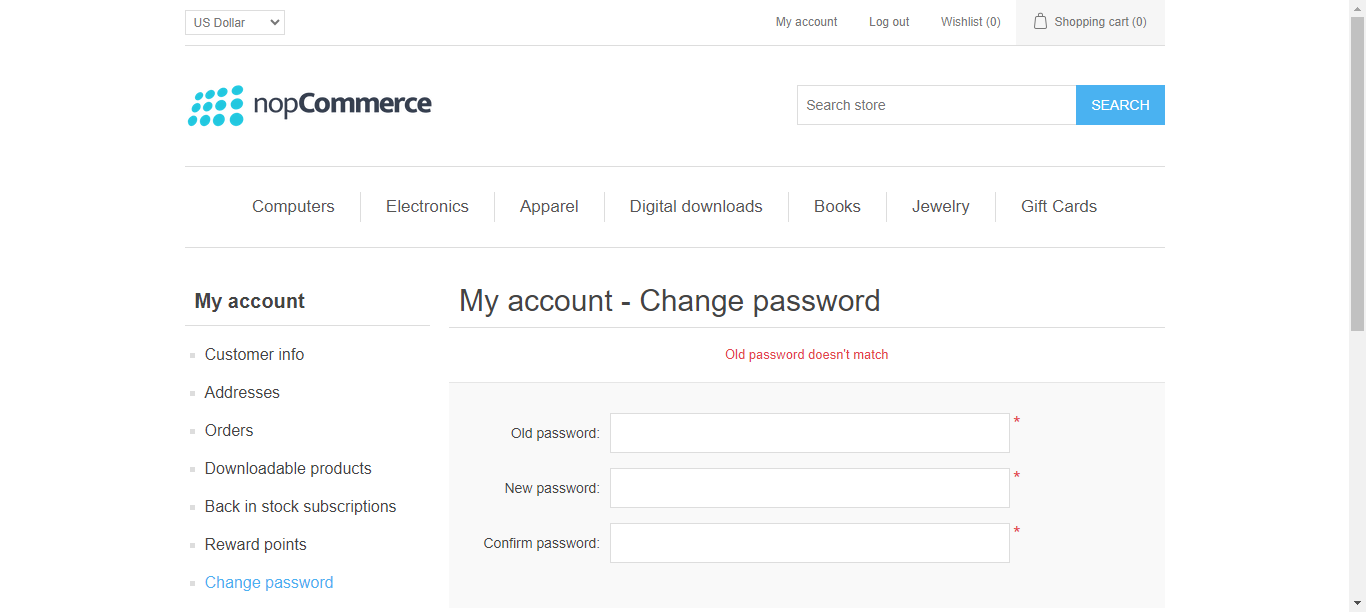 US Dollar
My account
Log out
Wishlist (0)
Shopping cart (0)
nopCommerce
Search store
SEARCH
Computers
Electronics
Apparel
Digital downloads
Books
Jewelry
Gift Cards
My account
Customer info
Addresses
Orders
Downloadable products
Back in stock subscriptions
Reward points
Change password
My account - Change password
Old password doesn't match
Old password: *
New password: *
Confirm password: *